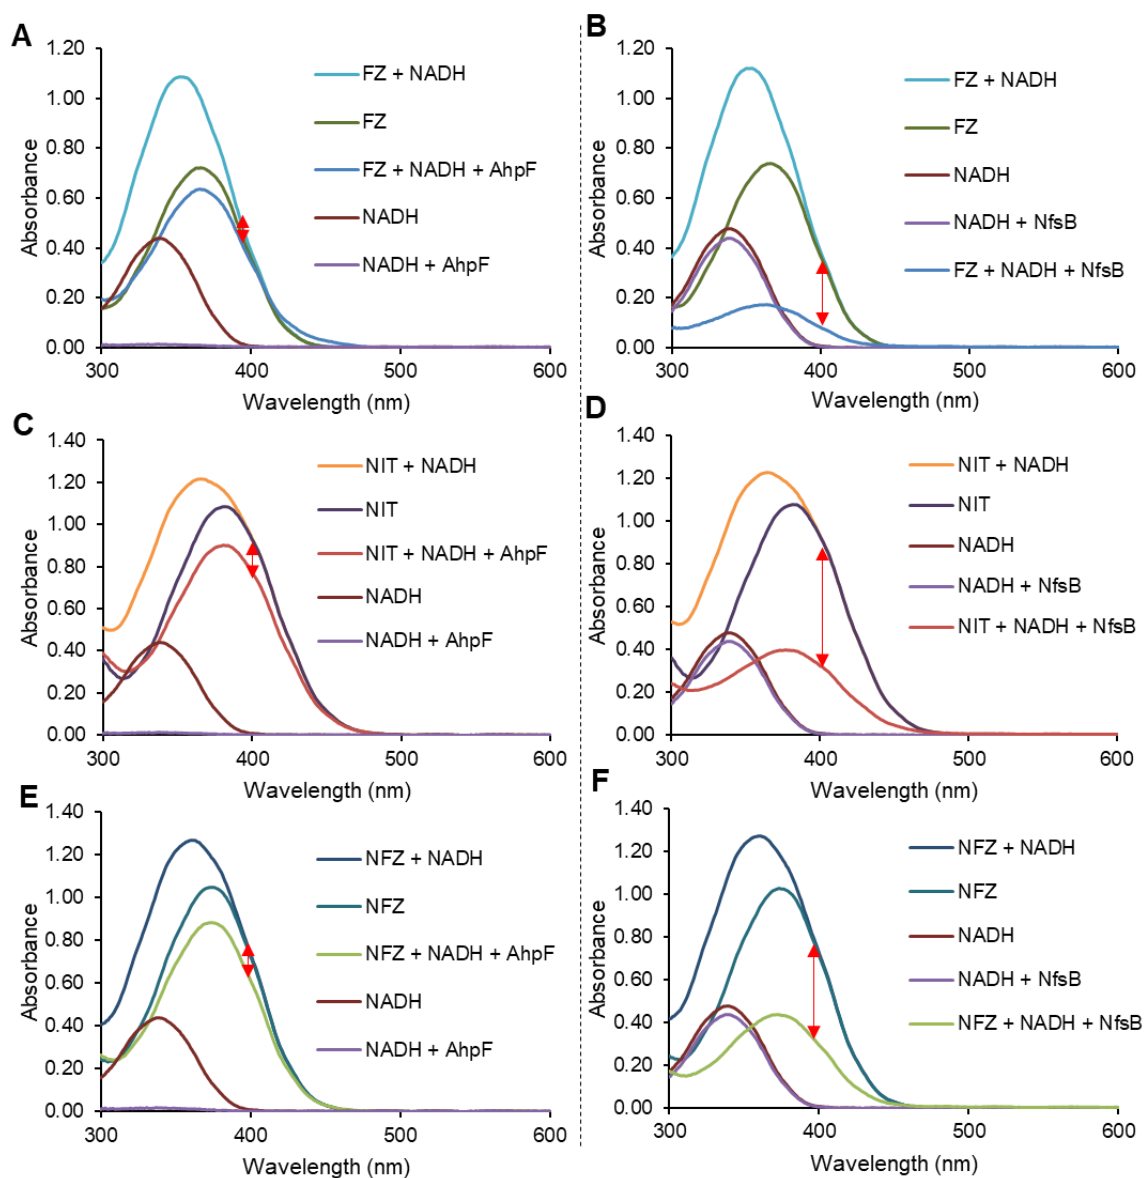 A
1.20
1.00
0.80
0.60
0.40
0.20
0.00
Absorbance
300
400
500
600
Wavelength (nm)
FZ + NADH
FZ
FZ + NADH + AhpF
NADH
NADH + AhpF
B
1.20
1.00
0.80
0.60
0.40
0.20
0.00
Absorbance
300
400
500
600
Wavelength (nm)
FZ + NADH
FZ
NADH
NADH + NfsB
FZ + NADH + NfsB
C
1.40
1.20
1.00
0.80
0.60
0.40
0.20
0.00
Absorbance
300
400
500
600
Wavelength (nm)
NIT + NADH
NIT
NIT + NADH + AhpF
NADH
NADH + AhpF
D
1.40
1.20
1.00
0.80
0.60
0.40
0.20
0.00
Absorbance
300
400
500
600
Wavelength (nm)
NIT + NADH
NIT
NADH
NADH + NfsB
NIT + NADH + NfsB
E
1.40
1.20
1.00
0.80
0.60
0.40
0.20
0.00
Absorbance
300
400
500
600
Wavelength (nm)
NFZ + NADH
NFZ
NFZ + NADH + AhpF
NADH
NADH + AhpF
F
1.40
1.20
1.00
0.80
0.60
0.40
0.20
0.00
Absorbance
300
400
500
600
Wavelength (nm)
NFZ + NADH
NFZ
NADH
NADH + NfsB
NFZ + NADH + NfsB